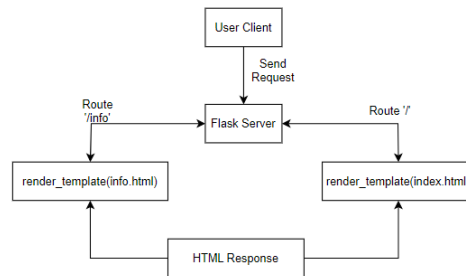 User Client
Send
Request
Route
'/info'
Route '/'
Flask Server
render_template(info.html)
render_template(index.html
HTML Response